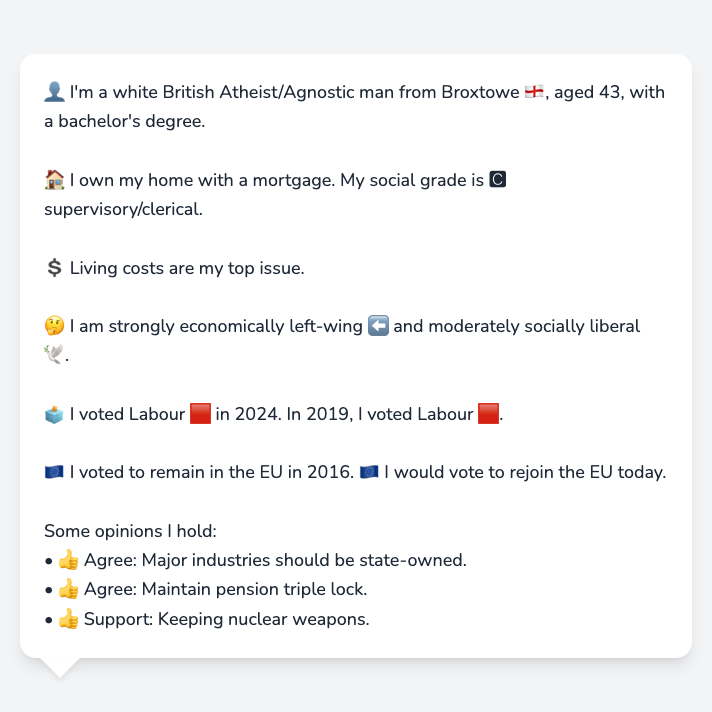 👤 I'm a white British Atheist/Agnostic man from Broxtowe 🏴󠁧󠁢󠁥󠁮󠁧󠁿, aged 43, with
a bachelor's degree.
🏠 I own my home with a mortgage. My social grade is 🅲
supervisory/clerical.
💲 Living costs are my top issue.
🤔 I am strongly economically left-wing ⬅️ and moderately socially liberal
🕊️.
🗳️ I voted Labour 🟥 in 2024. In 2019, I voted Labour 🟥.
🇪🇺 I voted to remain in the EU in 2016. 🇪🇺 I would vote to rejoin the EU today.
Some opinions I hold:
• 👍 Agree: Major industries should be state-owned.
• 👍 Agree: Maintain pension triple lock.
• 👍 Support: Keeping nuclear weapons.